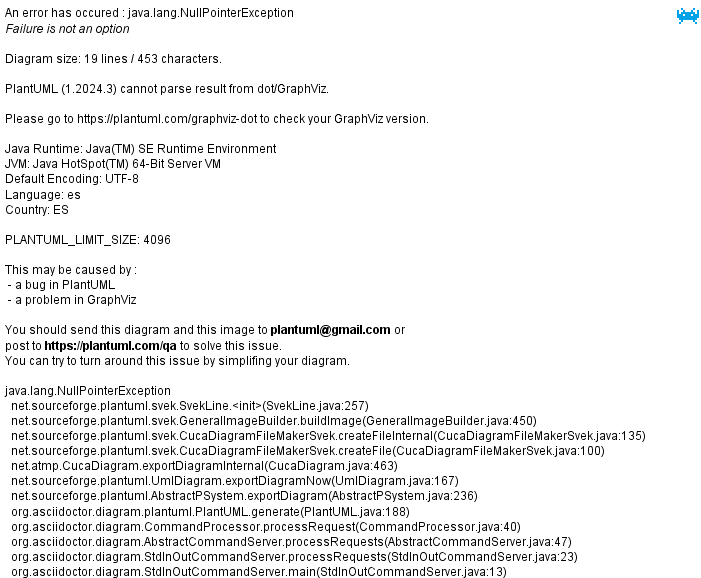 An error has occured : java.lang.NullPointerException
Failure is not an option
Diagram size: 19 lines / 453 characters.
PlantUML (1.2024.3) cannot parse result from dot/GraphViz.
Please go to https://plantuml.com/graphviz-dot to check your GraphViz version.
Java Runtime: Java(TM) SE Runtime Environment
JVM: Java HotSpot(TM) 64-Bit Server VM
Default Encoding: UTF-8
Language: es
Country: ES
PLANTUML_LIMIT_SIZE: 4096
This may be caused by :
- a bug in PlantUML
- a problem in GraphViz
You should send this diagram and this image to plantuml@gmail.com or
post to https://plantuml.com/qa to solve this issue.
You can try to turn around this issue by simplifing your diagram.
java.lang.NullPointerException
net.sourceforge.plantuml.svek.SvekLine.<init>(SvekLine.java:257)
net.sourceforge.plantuml.svek.GeneralImageBuilder.buildImage(GeneralImageBuilder.java:450)
net.sourceforge.plantuml.svek.CucaDiagramFileMakerSvek.createFileInternal(CucaDiagramFileMakerSvek.java:135)
net.sourceforge.plantuml.svek.CucaDiagramFileMakerSvek.createFile(CucaDiagramFileMakerSvek.java:100)
net.atmp.CucaDiagram.exportDiagramInternal(CucaDiagram.java:463)
net.sourceforge.plantuml.UmlDiagram.exportDiagramNow(UmlDiagram.java:167)
net.sourceforge.plantuml.AbstractPSystem.exportDiagram(AbstractPSystem.java:236)
org.asciidoctor.diagram.plantuml.PlantUML.generate(PlantUML.java:188)
org.asciidoctor.diagram.CommandProcessor.processRequest(CommandProcessor.java:40)
org.asciidoctor.diagram.AbstractCommandServer.processRequests(AbstractCommandServer.java:47)
org.asciidoctor.diagram.StdInOutCommandServer.processRequests(StdInOutCommandServer.java:23)
org.asciidoctor.diagram.StdInOutCommandServer.main(StdInOutCommandServer.java:13)